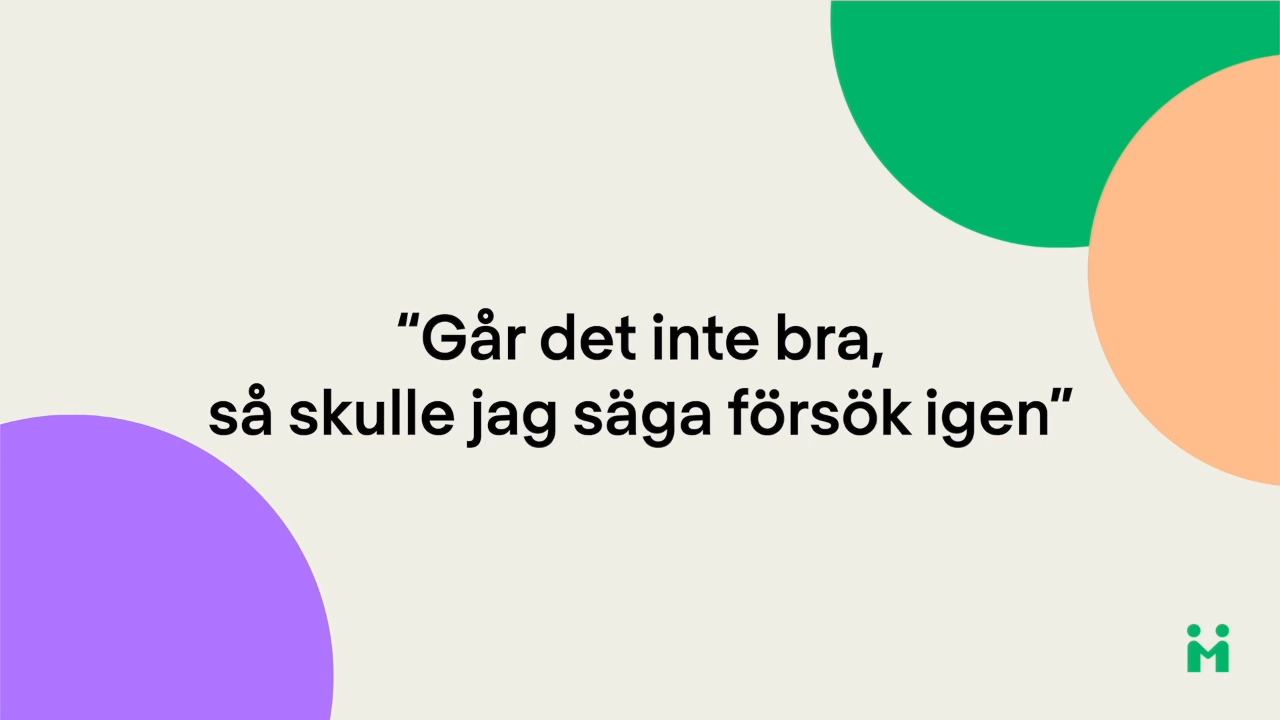 “Går det inte bra,
så skulle jag säga försök igen”